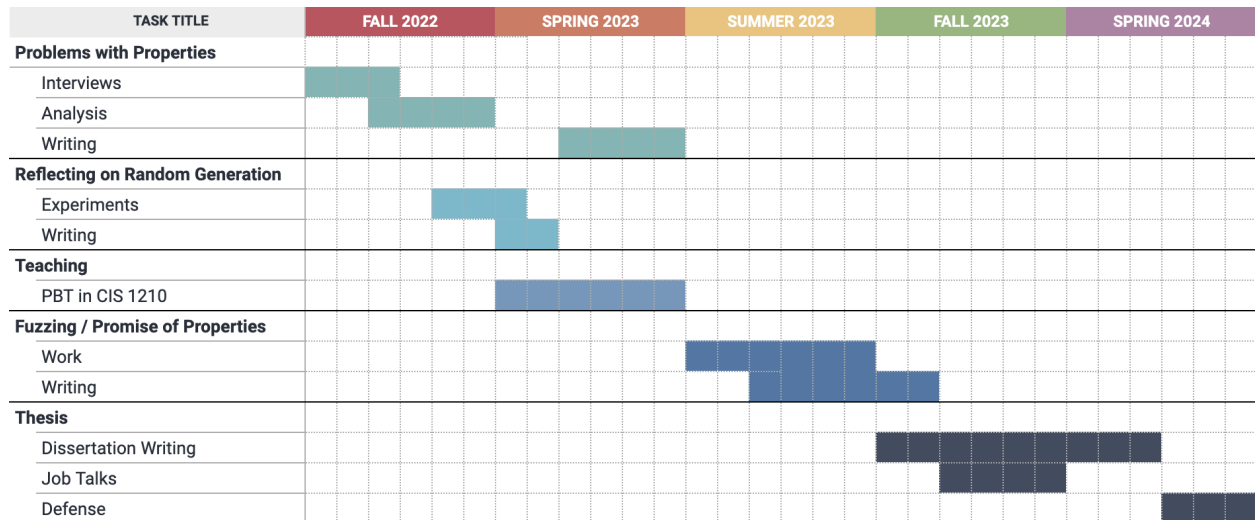 TASK TITLE FALL 2022 SPRING 2023 SUMMER 2023 FALL 2023 SPRING 2024
Problems with Properties
Interviews
Analysis
Writing
Reflecting on Random Generation
Experiments
Writing
Teaching
PBT in CIS 1210
Fuzzing / Promise of Properties
Work
Writing
Thesis
Dissertation Writing
Job Talks
Defense